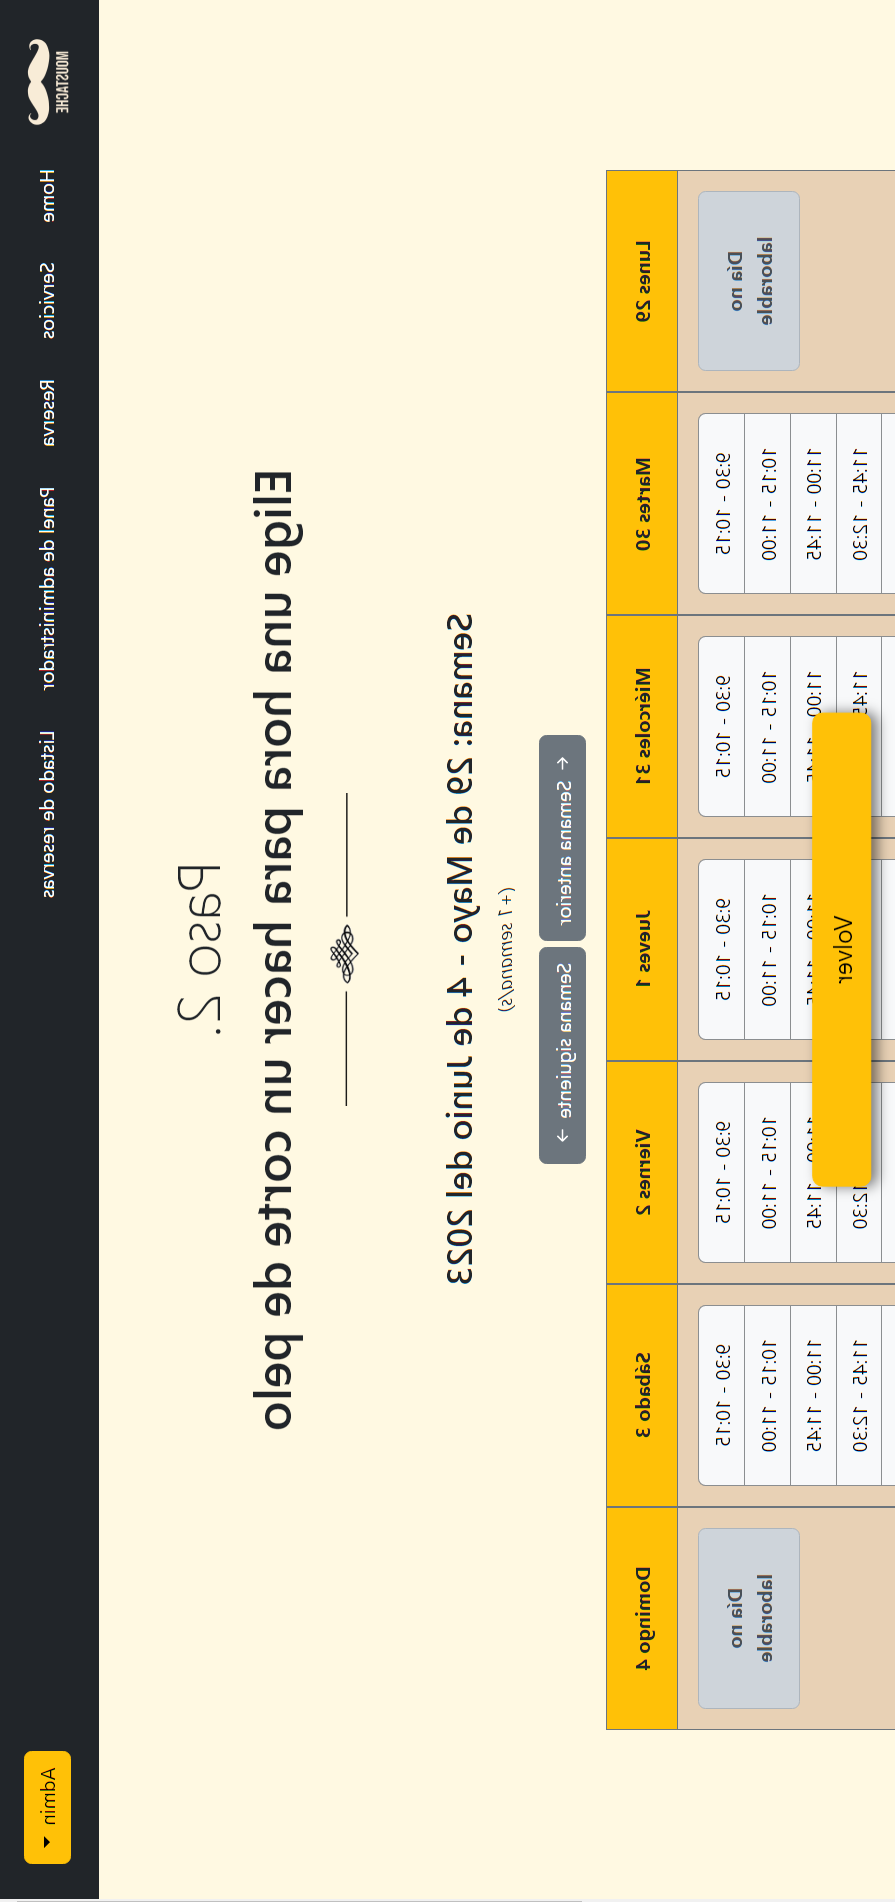 MOUSTACHE
Home
Servicios
Reserva
Panel de administrador
Listado de reservas
Admin
Paso 2.
Elige una hora para hacer un corte de pelo
Semana: 29 de Mayo - 4 de Junio del 2023
(+1 semana/s)
← Semana anterior
Semana siguiente →
Lunes 29
Martes 30
Miércoles 31
Jueves 1
Viernes 2
Sábado 3
Domingo 4
Día no
laborable
9:30 - 10:15
10:15 - 11:00
11:00 - 11:45
11:45 - 12:30
9:30 - 10:15
10:15 - 11:00
11:00
9:30 - 10:15
10:15 - 11:00
9:30 - 10:15
10:15 - 11:00
11:45
12:30
9:30 - 10:15
10:15 - 11:00
11:00 - 11:45
11:45 - 12:30
Día no
laborable
Volver